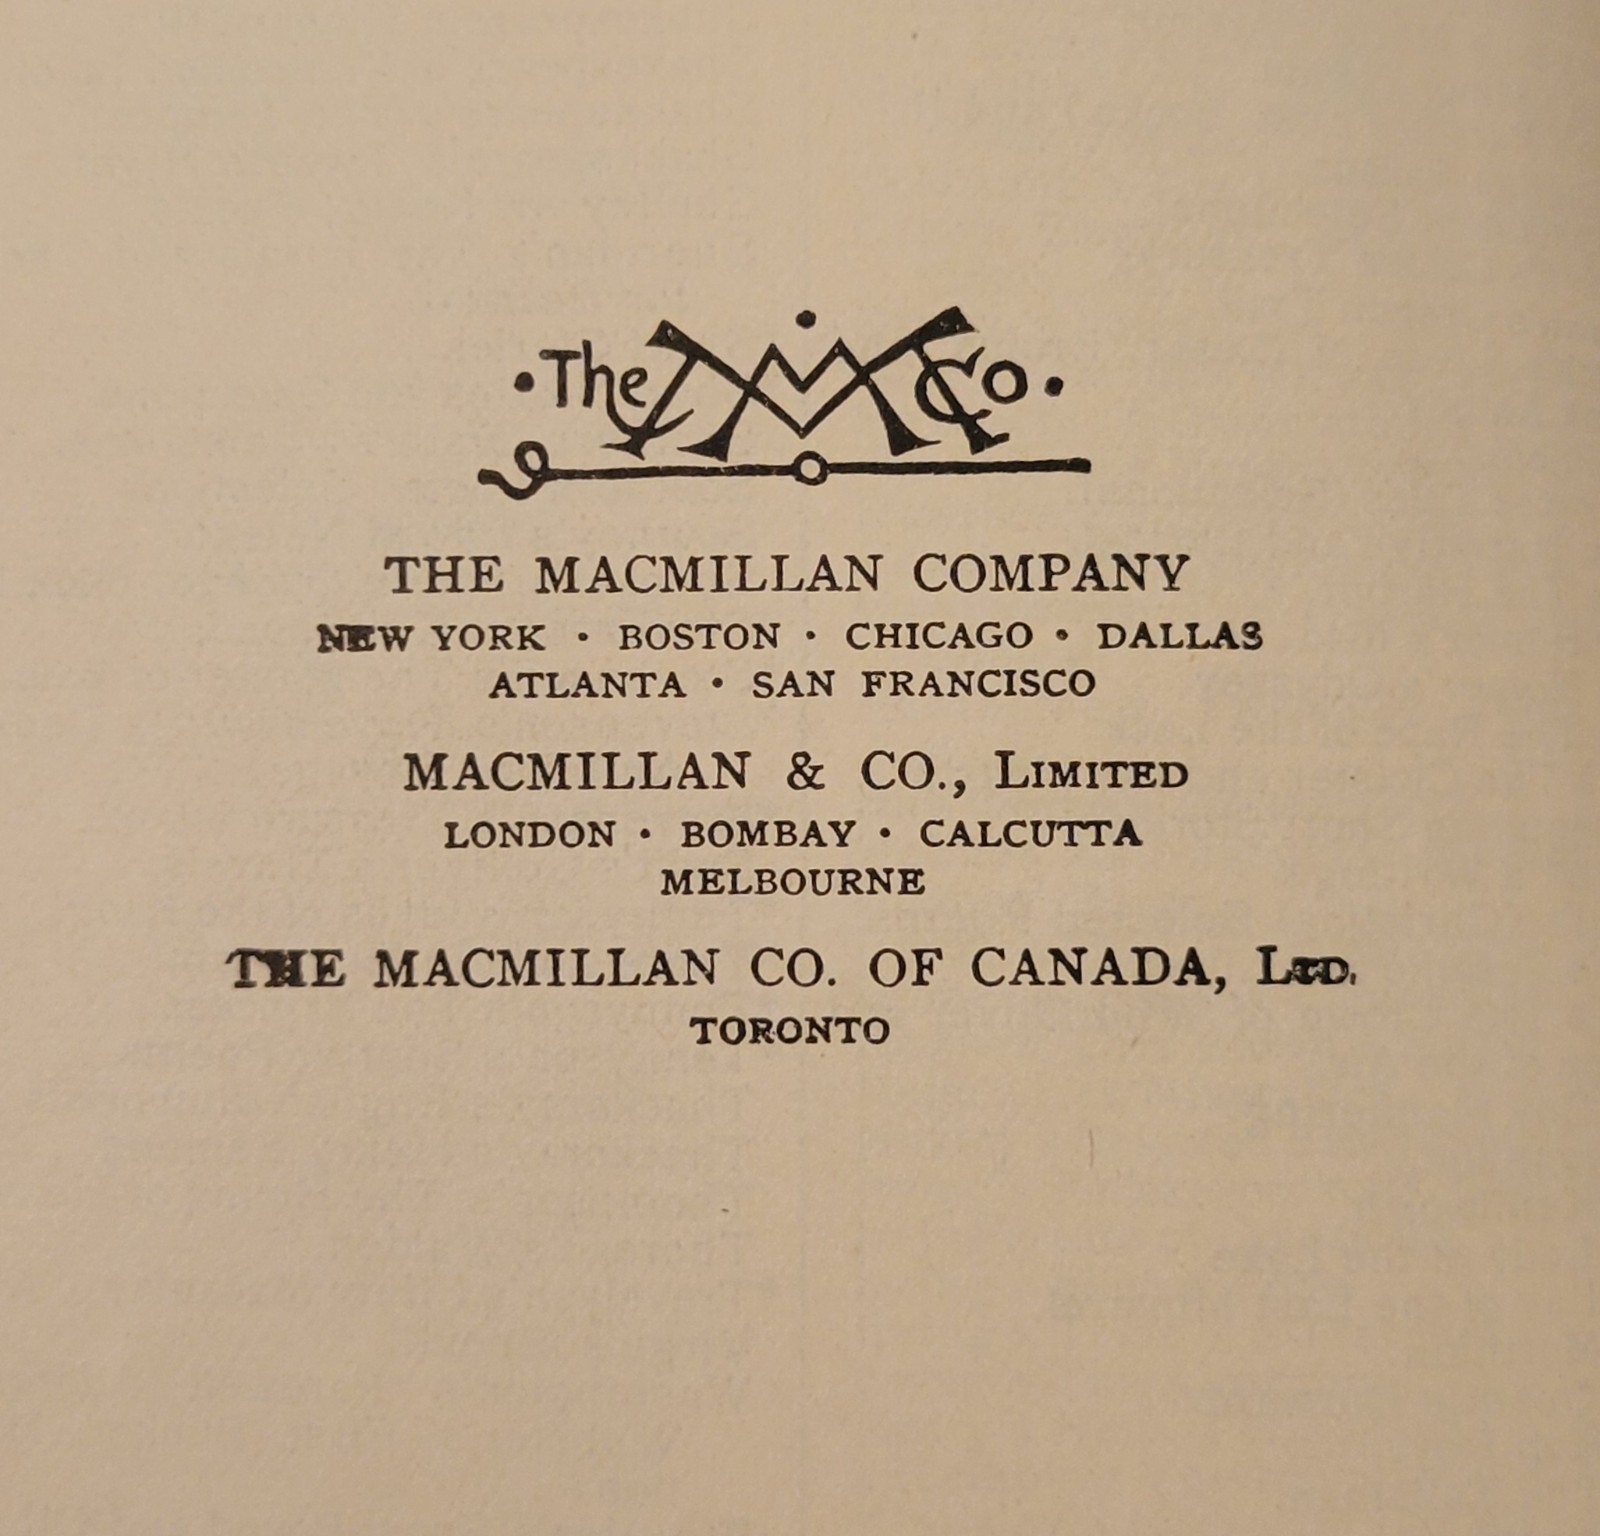 ·The MM Co·
THE MACMILLAN COMPANY
NEW YORK · BOSTON · CHICAGO · DALLAS
ATLANTA · SAN FRANCISCO
MACMILLAN & CO., LIMITED
LONDON · BOMBAY · CALCUTTA
MELBOURNE
THE MACMILLAN CO. OF CANADA, LTD.
TORONTO